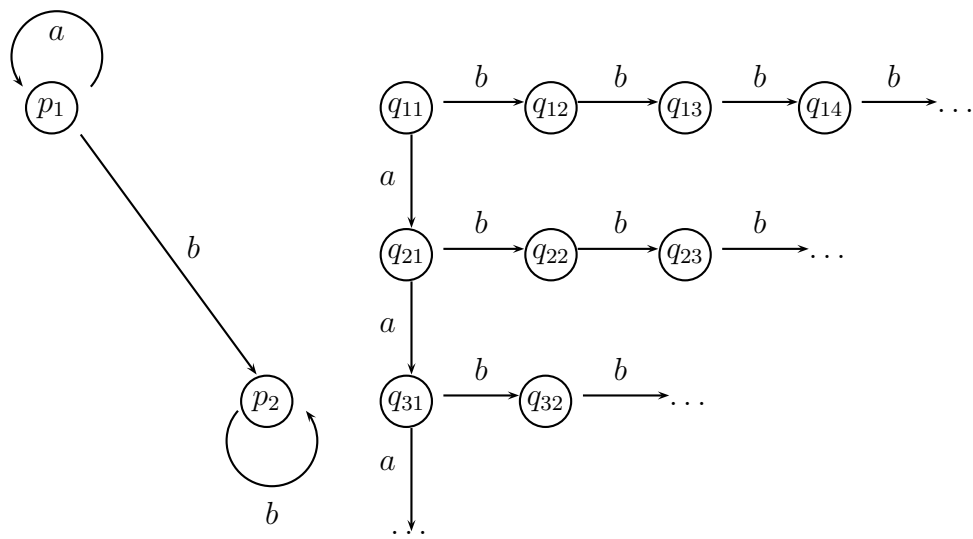 a
p₁
b
p₂
b
q₁₁ b q₁₂ b q₁₃ b q₁₄ b ...
a
q₂₁ b q₂₂ b q₂₃ b ...
a
q₃₁ b q₃₂ b ...
a
...